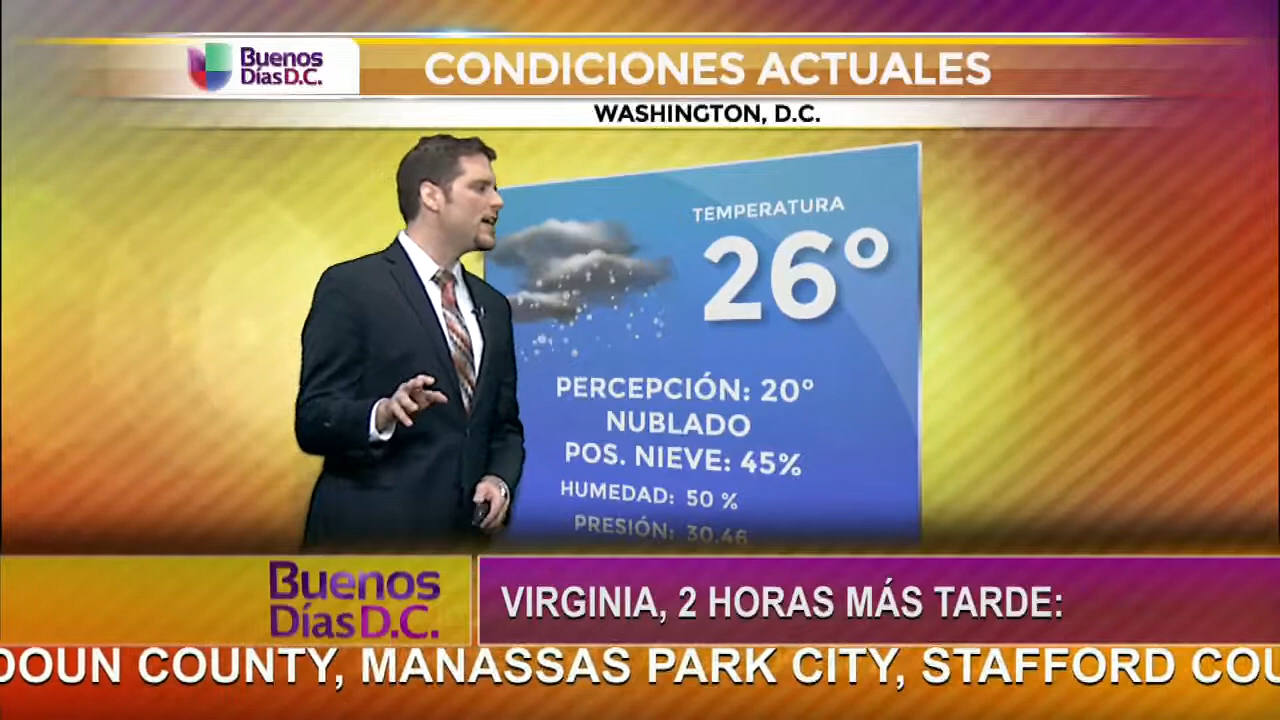 Buenos
Días D.C.
CONDICIONES ACTUALES
WASHINGTON, D.C.
TEMPERATURA
26°
PERCEPCIÓN: 20°
NUBLADO
POS. NIEVE: 45%
HUMEDAD: 50 %
PRESIÓN: 30.46
Buenos
Días D.C.
VIRGINIA, 2 HORAS MÁS TARDE:
DOUN COUNTY, MANASSAS PARK CITY, STAFFORD COU